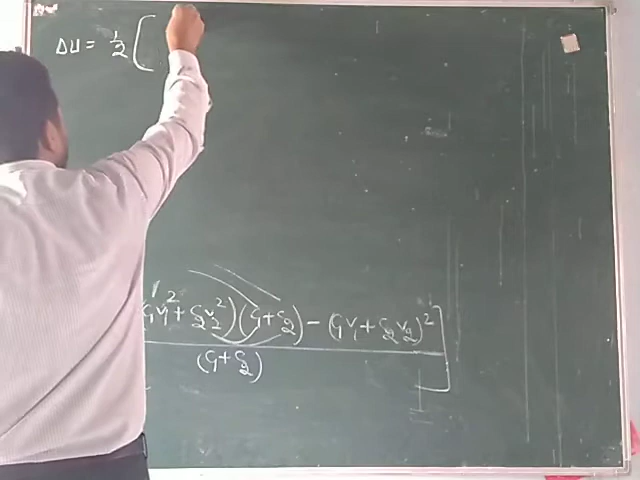 ΔU = 1/2 [
(C₁V₁² + C₂V₂²)(C₁+C₂) − (C₁V₁+C₂V₂)² ]
(C₁+C₂)